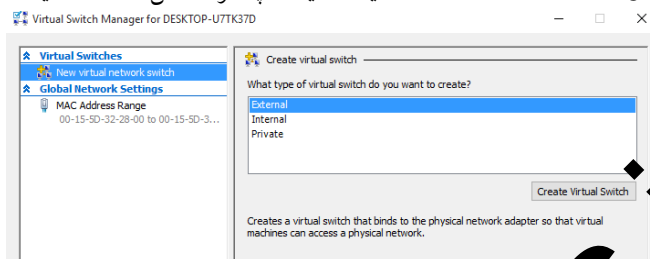 Virtual Switch Manager for DESKTOP-U7TK37D
Virtual Switches
New virtual network switch
Global Network Settings
MAC Address Range
00-15-5D-32-28-00 to 00-15-5D-3...
Create virtual switch
What type of virtual switch do you want to create?
External
Internal
Private
Create Virtual Switch
Creates a virtual switch that binds to the physical network adapter so that virtual
machines can access a physical network.